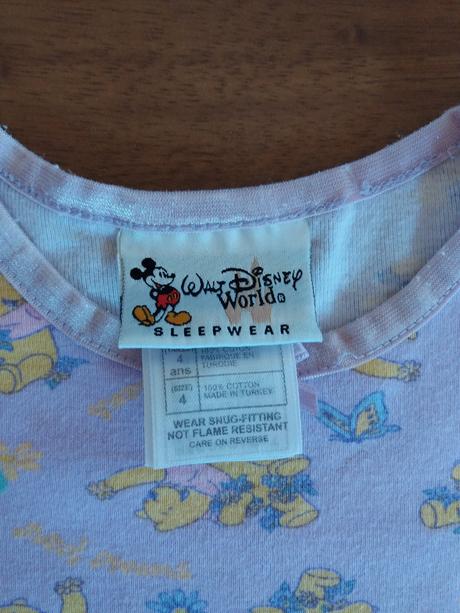 WALT DISNEY
World®
SLEEPWEAR
4
ans
100% COTON
FABRIQUE EN
TURQUIE
(SIZE)
4
100% COTTON
MADE IN TURKEY
WEAR SNUG-FITTING
NOT FLAME RESISTANT
CARE ON REVERSE